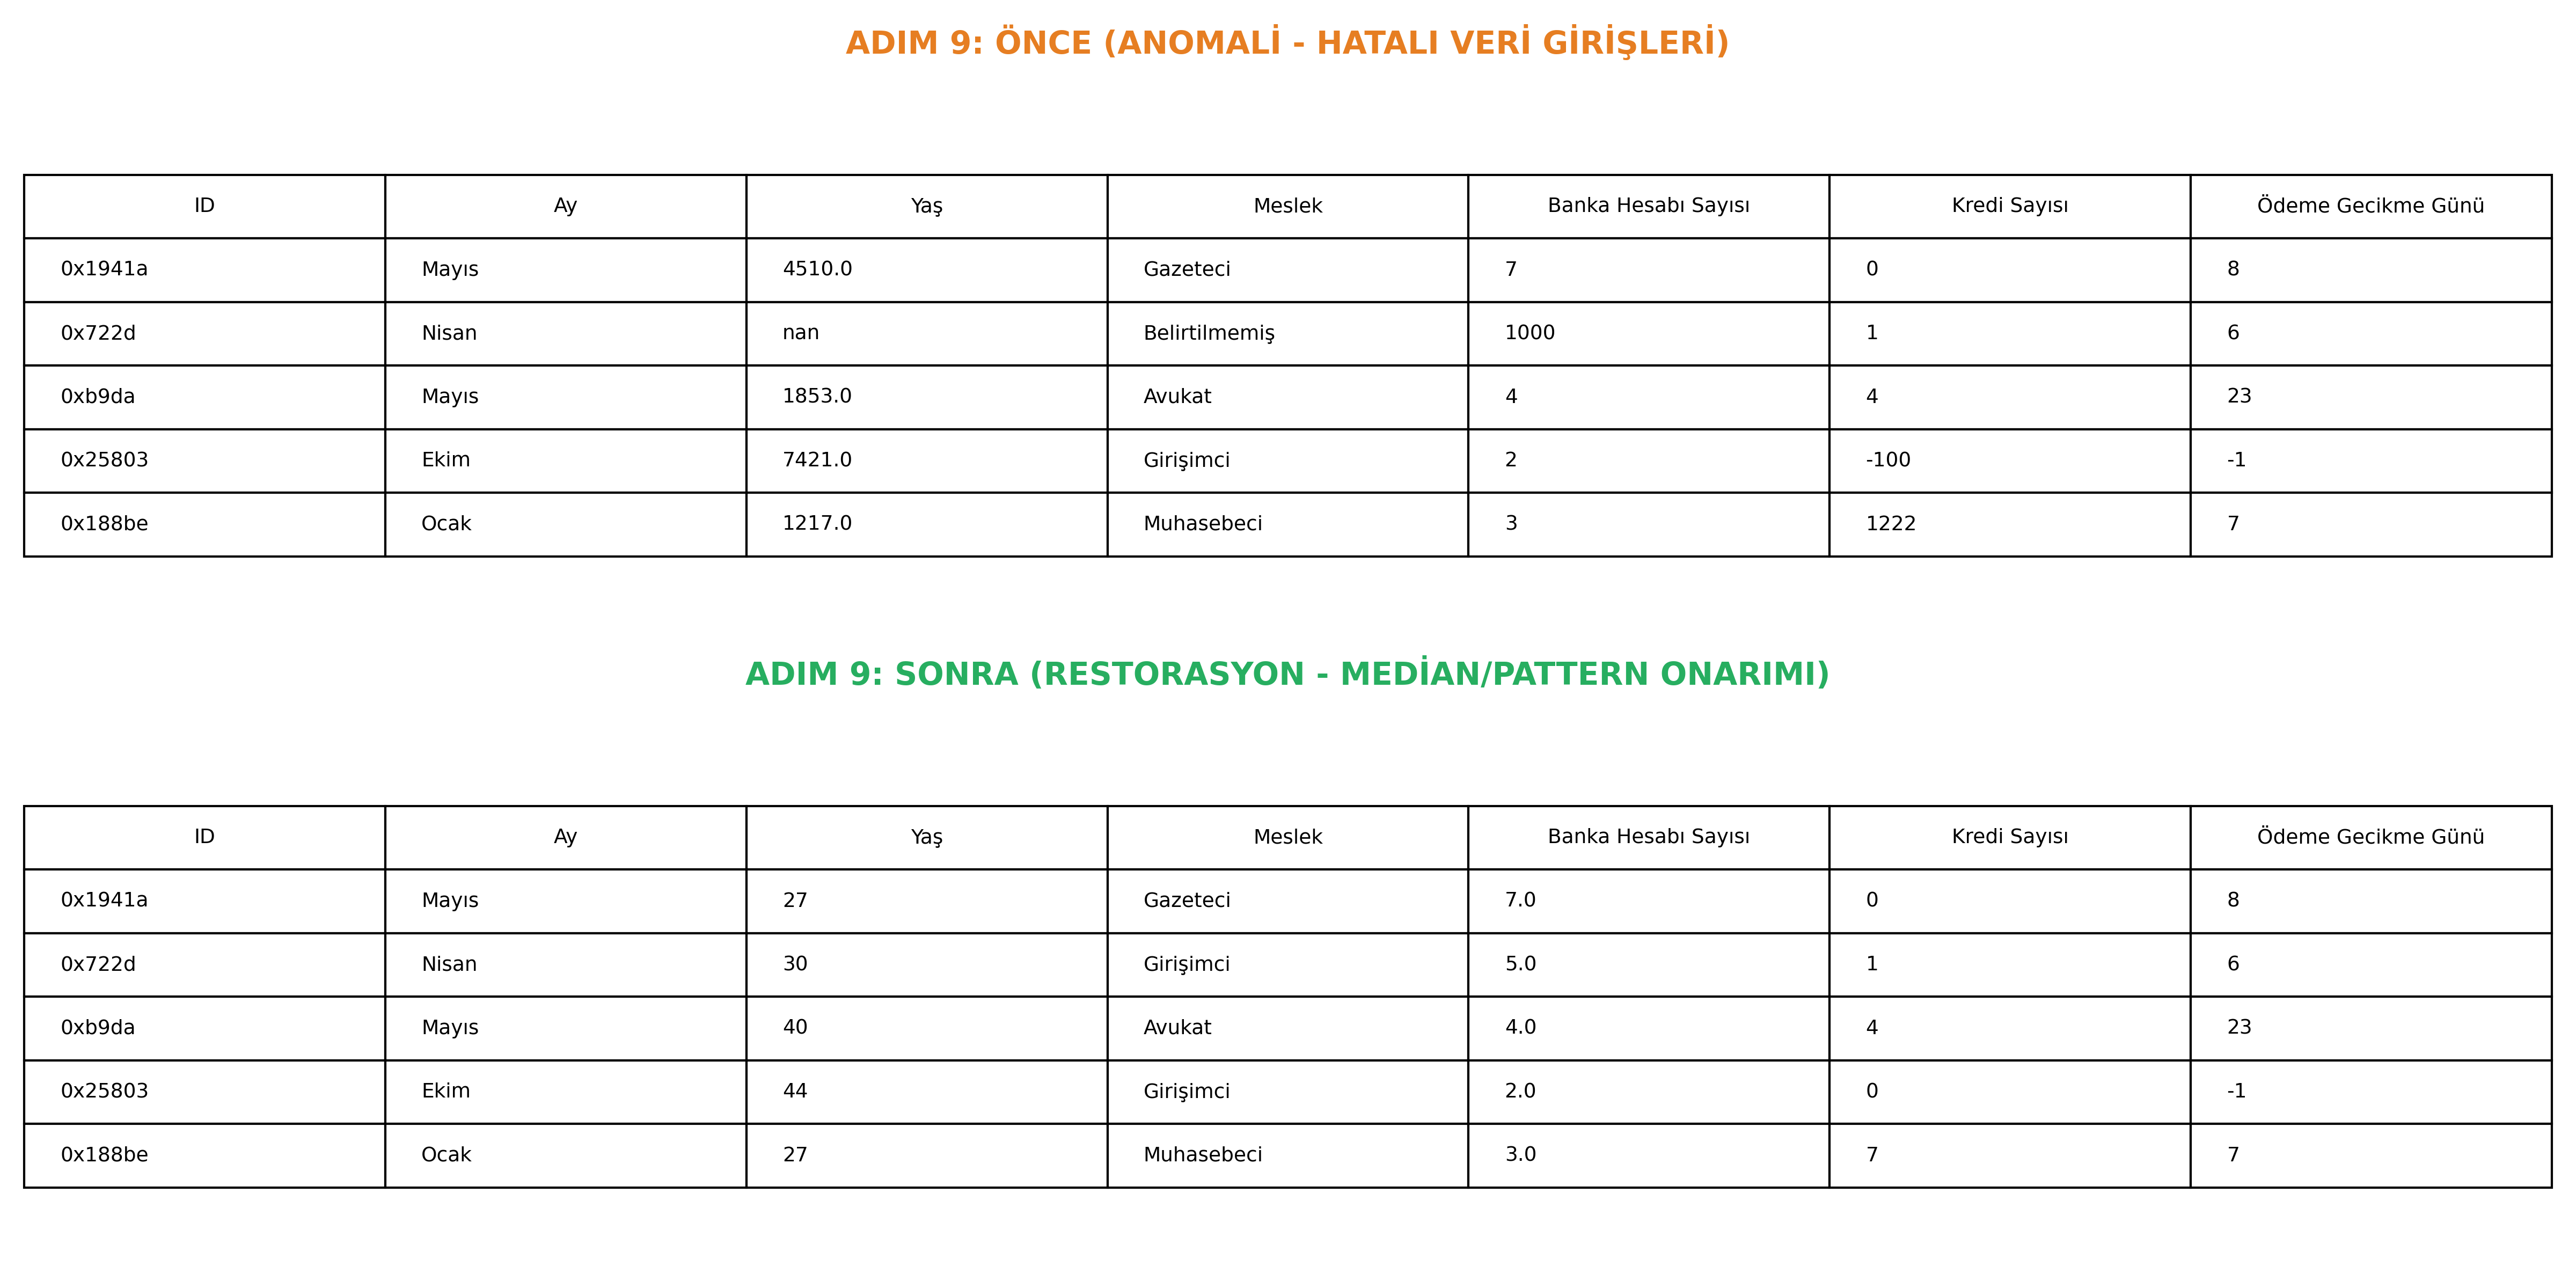 ADIM 9: ÖNCE (ANOMALİ - HATALI VERİ GİRİŞLERİ)
ID Ay Yaş Meslek Banka Hesabı Sayısı Kredi Sayısı Ödeme Gecikme Günü
0x1941a Mayıs 4510.0 Gazeteci 7 0 8
0x722d Nisan nan Belirtilmemiş 1000 1 6
0xb9da Mayıs 1853.0 Avukat 4 4 23
0x25803 Ekim 7421.0 Girişimci 2 -100 -1
0x188be Ocak 1217.0 Muhasebeci 3 1222 7
ADIM 9: SONRA (RESTORASYON - MEDİAN/PATTERN ONARIMI)
ID Ay Yaş Meslek Banka Hesabı Sayısı Kredi Sayısı Ödeme Gecikme Günü
0x1941a Mayıs 27 Gazeteci 7.0 0 8
0x722d Nisan 30 Girişimci 5.0 1 6
0xb9da Mayıs 40 Avukat 4.0 4 23
0x25803 Ekim 44 Girişimci 2.0 0 -1
0x188be Ocak 27 Muhasebeci 3.0 7 7